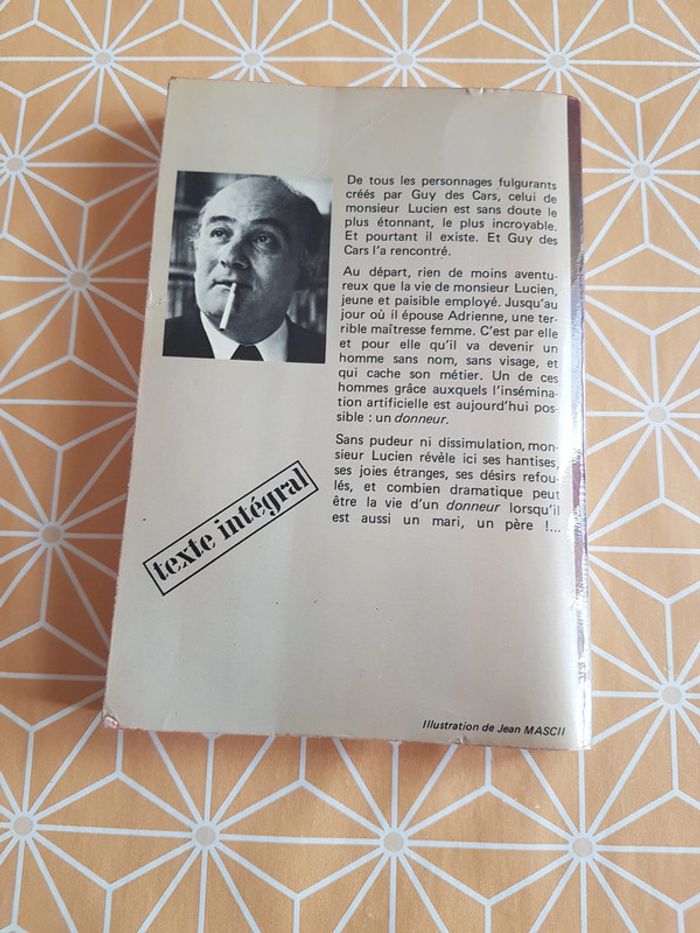 De tous les personnages fulgurants
créés par Guy des Cars, celui de
monsieur Lucien est sans doute le
plus étonnant, le plus incroyable.
Et pourtant il existe. Et Guy des
Cars l'a rencontré.
Au départ, rien de moins aventu-
reux que la vie de monsieur Lucien,
jeune et paisible employé. Jusqu'au
jour où il épouse Adrienne, une ter-
rible maîtresse femme. C'est par elle
et pour elle qu'il va devenir un
homme sans nom, sans visage, et
qui cache son métier. Un de ces
hommes grâce auxquels l'insémina-
tion artificielle est aujourd'hui pos-
sible : un donneur.
Sans pudeur ni dissimulation, mon-
sieur Lucien révèle ici ses hantises,
ses joies étranges, ses désirs refou-
lés, et combien dramatique peut
être la vie d'un donneur lorsqu'il
est aussi un mari, un père !...
texte intégral
Illustration de Jean MASCII